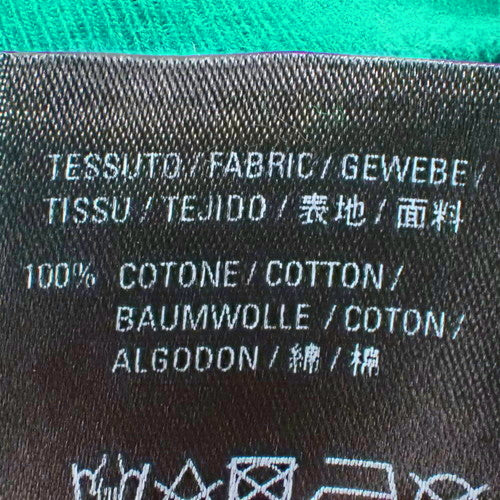 TESSUTO / FABRIC / GEWEBE /
TISSU / TEJIDO / 表地 / 面料
100% COTONE / COTTON /
BAUMWOLLE / COTON /
ALGODON / 綿 / 棉